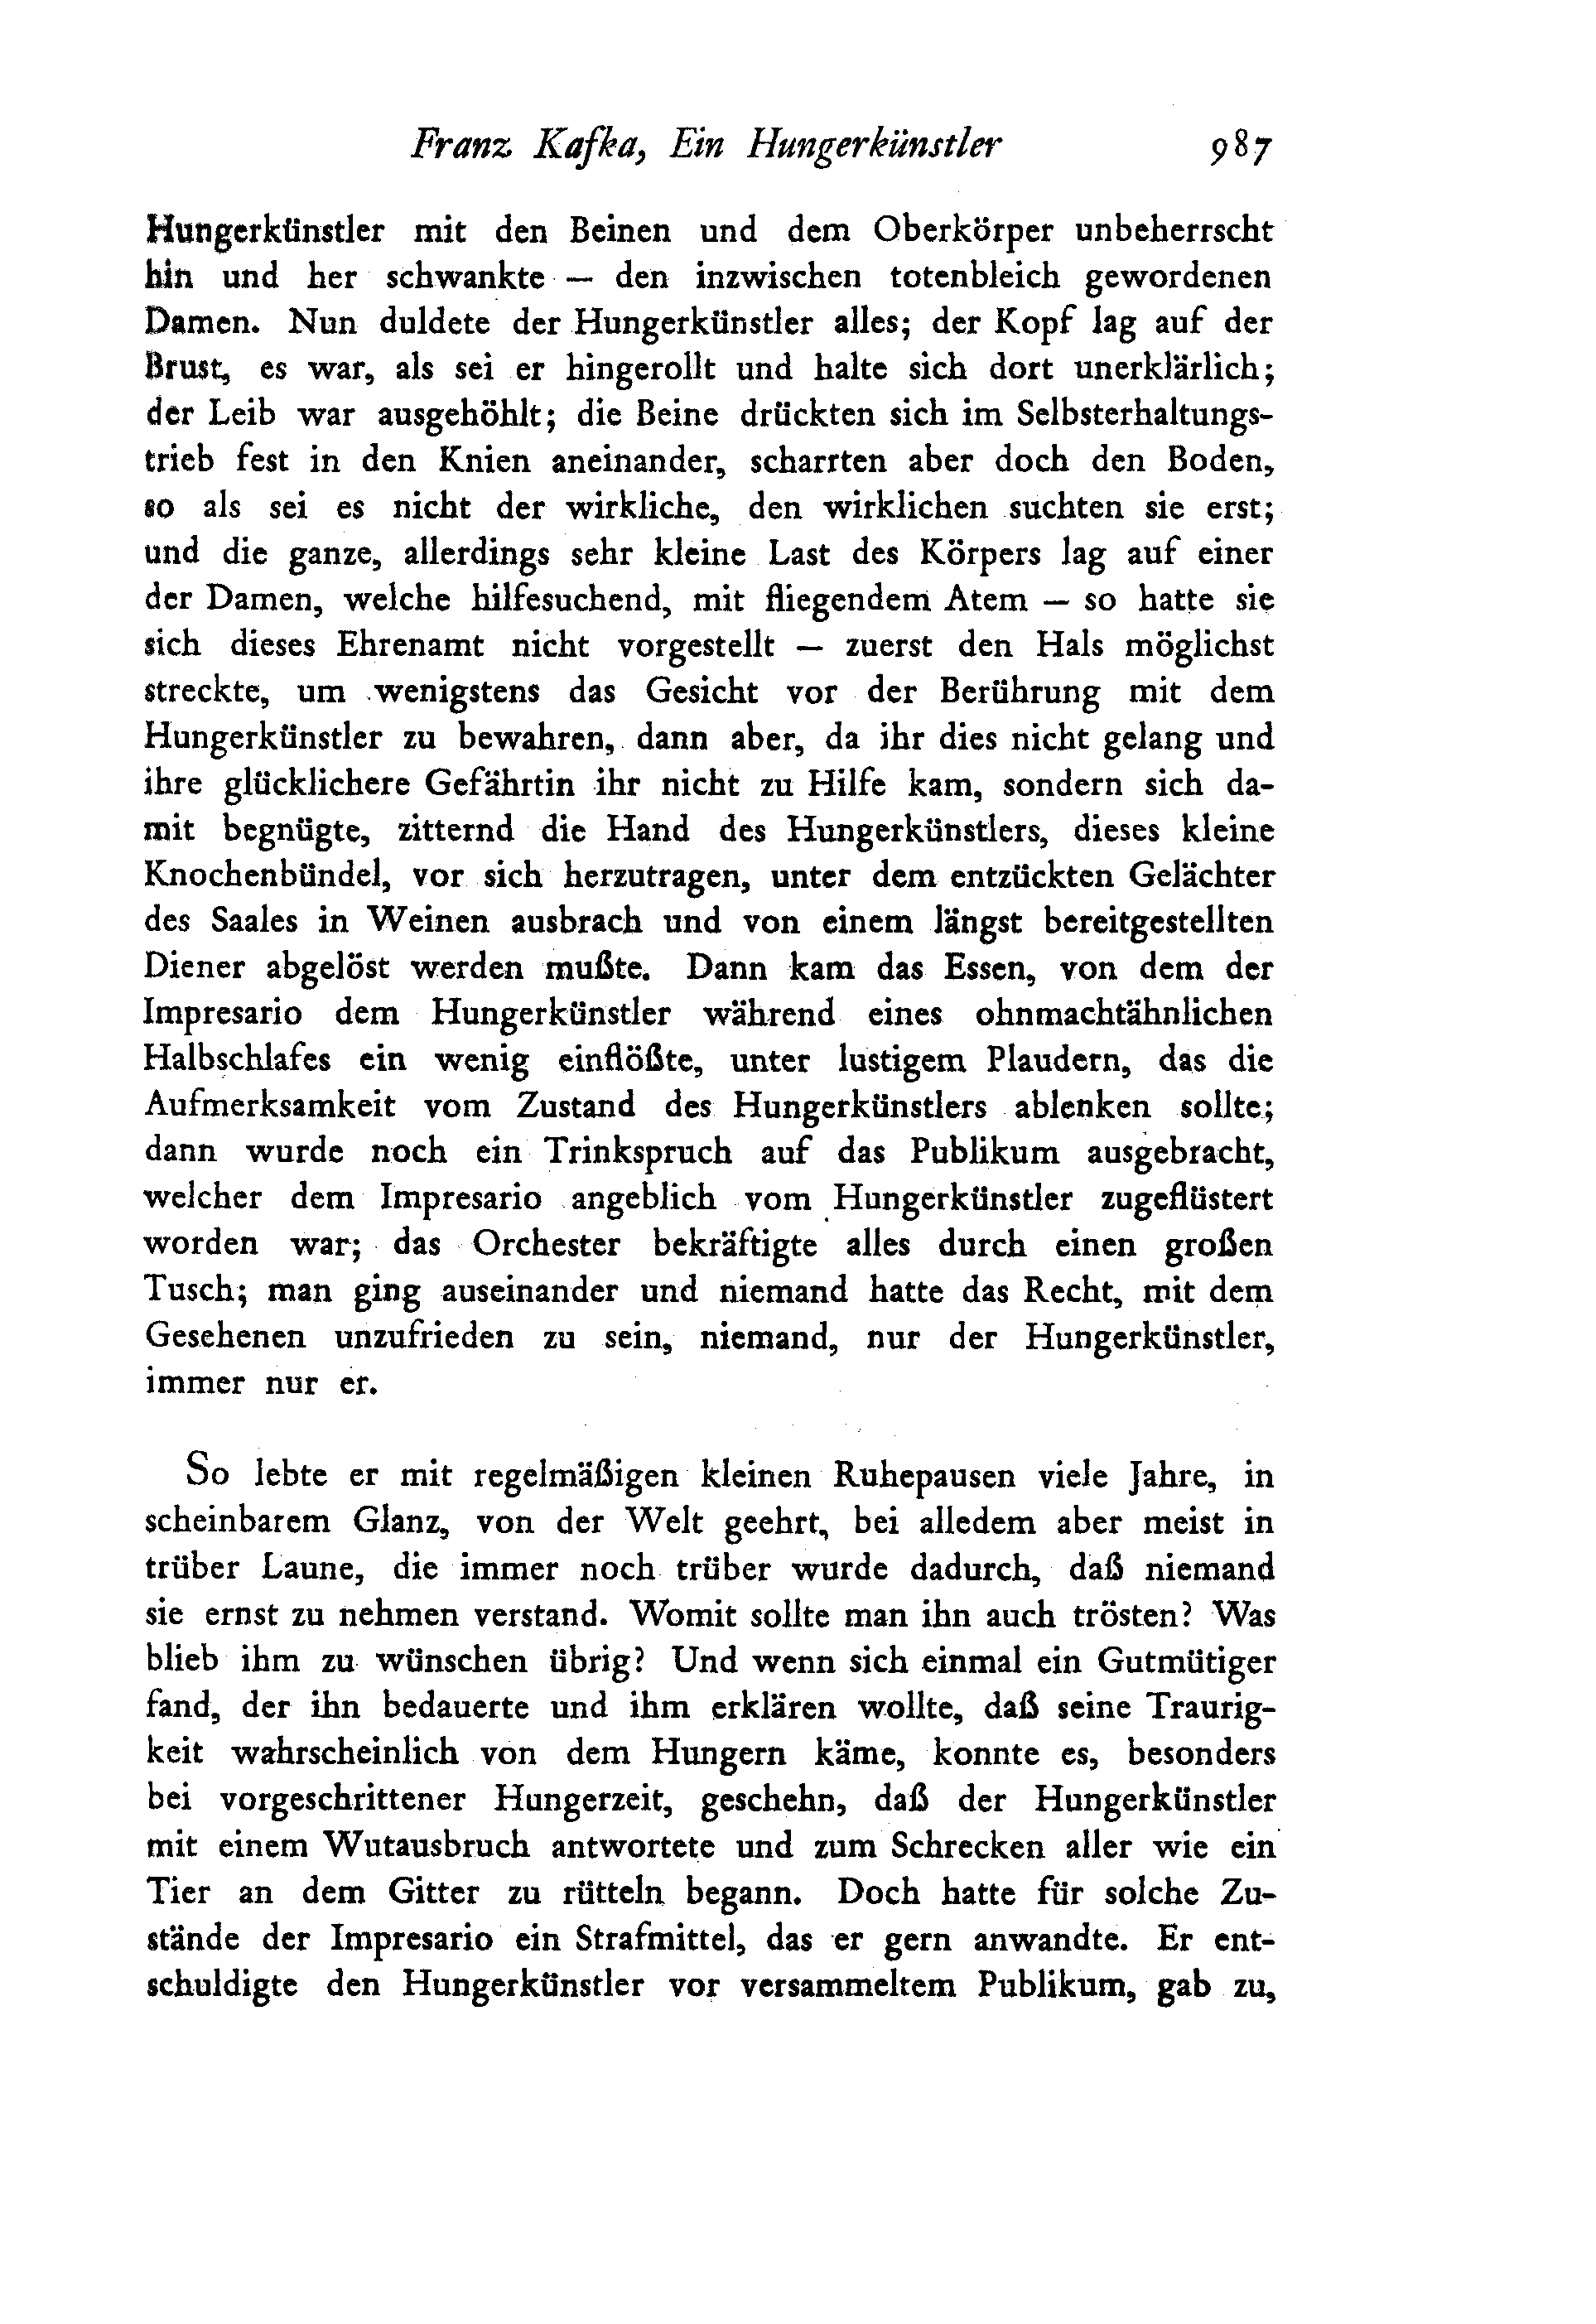 Franz Kafka, Ein Hungerkünstler 987
Hungerkünstler mit den Beinen und dem Oberkörper unbeherrscht
hin und her schwankte — den inzwischen totenbleich gewordenen
Damen. Nun duldete der Hungerkünstler alles; der Kopf lag auf der
Brust, es war, als sei er hingerollt und halte sich dort unerklärlich;
der Leib war ausgehöhlt; die Beine drückten sich im Selbsterhaltungs-
trieb fest in den Knien aneinander, scharrten aber doch den Boden,
so als sei es nicht der wirkliche, den wirklichen suchten sie erst;
und die ganze, allerdings sehr kleine Last des Körpers lag auf einer
der Damen, welche hilfesuchend, mit fliegendem Atem — so hatte sie
sich dieses Ehrenamt nicht vorgestellt — zuerst den Hals möglichst
streckte, um wenigstens das Gesicht vor der Berührung mit dem
Hungerkünstler zu bewahren, dann aber, da ihr dies nicht gelang und
ihre glücklichere Gefährtin ihr nicht zu Hilfe kam, sondern sich da-
mit begnügte, zitternd die Hand des Hungerkünstlers, dieses kleine
Knochenbündel, vor sich herzutragen, unter dem entzückten Gelächter
des Saales in Weinen ausbrach und von einem längst bereitgestellten
Diener abgelöst werden mußte. Dann kam das Essen, von dem der
Impresario dem Hungerkünstler während eines ohnmachtähnlichen
Halbschlafes ein wenig einflößte, unter lustigem Plaudern, das die
Aufmerksamkeit vom Zustand des Hungerkünstlers ablenken sollte;
dann wurde noch ein Trinkspruch auf das Publikum ausgebracht,
welcher dem Impresario angeblich vom Hungerkünstler zugeflüstert
worden war; das Orchester bekräftigte alles durch einen großen
Tusch; man ging auseinander und niemand hatte das Recht, mit dem
Gesehenen unzufrieden zu sein, niemand, nur der Hungerkünstler,
immer nur er.
So lebte er mit regelmäßigen kleinen Ruhepausen viele Jahre, in
scheinbarem Glanz, von der Welt geehrt, bei alledem aber meist in
trüber Laune, die immer noch trüber wurde dadurch, daß niemand
sie ernst zu nehmen verstand. Womit sollte man ihn auch trösten? Was
blieb ihm zu wünschen übrig? Und wenn sich einmal ein Gutmütiger
fand, der ihn bedauerte und ihm erklären wollte, daß seine Traurig-
keit wahrscheinlich von dem Hungern käme, konnte es, besonders
bei vorgeschrittener Hungerzeit, geschehn, daß der Hungerkünstler
mit einem Wutausbruch antwortete und zum Schrecken aller wie ein
Tier an dem Gitter zu rütteln begann. Doch hatte für solche Zu-
stände der Impresario ein Strafmittel, das er gern anwandte. Er ent-
schuldigte den Hungerkünstler vor versammeltem Publikum, gab zu,